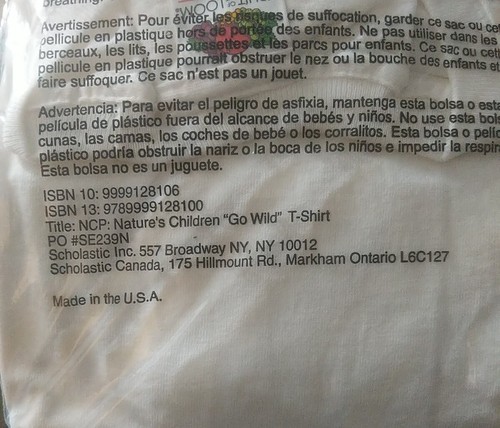 breathing.
Avertissement: Pour éviter les risques de suffocation, garder ce sac ou cet
pellicule en plastique hors de portée des enfants. Ne pas utiliser dans les
berceaux, les lits, les poussettes et les parcs pour enfants. Ce sac ou cett
pellicule en plastique pourrait obstruer le nez ou la bouche des enfants et
faire suffoquer. Ce sac n'est pas un jouet.
Advertencia: Para evitar el peligro de asfixia, mantenga esta bolsa o esta
película de plástico fuera del alcance de bebés y niños. No use esta bols
cunas, las camas, los coches de bebé o los corralitos. Esta bolsa o pelíc
plástico podría obstruir la nariz o la boca de los niños e impedir la respira
Esta bolsa no es un juguete.
ISBN 10: 9999128106
ISBN 13: 9789999128100
Title: NCP: Nature's Children "Go Wild" T-Shirt
PO #SE239N
Scholastic Inc. 557 Broadway NY, NY 10012
Scholastic Canada, 175 Hillmount Rd., Markham Ontario L6C127
Made in the U.S.A.